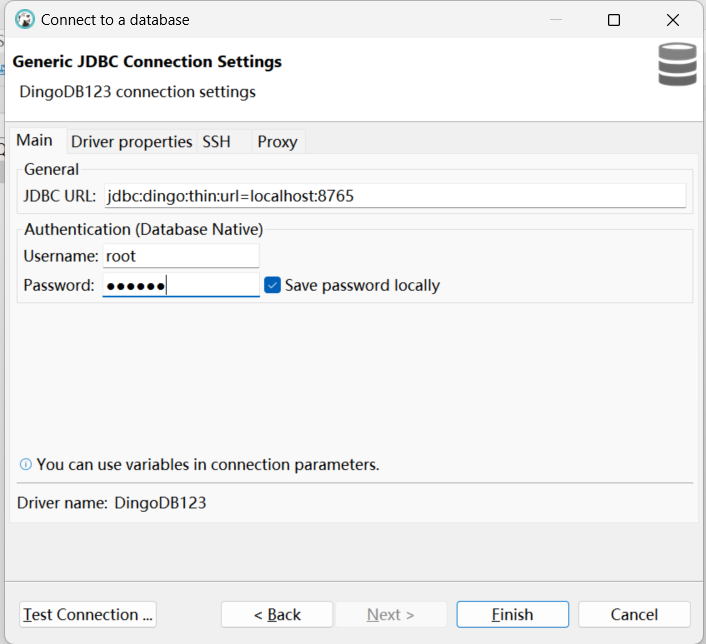 Connect to a database
Generic JDBC Connection Settings
DingoDB123 connection settings
Main Driver properties SSH Proxy
General
JDBC URL: jdbc:dingo:thin:url=localhost:8765
Authentication (Database Native)
Username: root
Password: ●●●●●● Save password locally
You can use variables in connection parameters.
Driver name: DingoDB123
Test Connection ... < Back Next > Finish Cancel